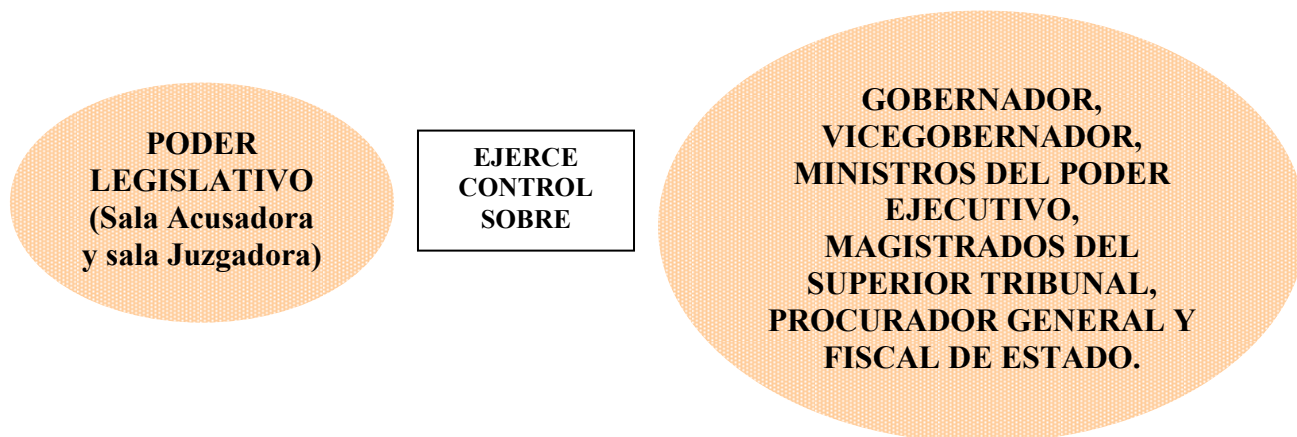 PODER
LEGISLATIVO
(Sala Acusadora
y sala Juzgadora)
EJERCE
CONTROL
SOBRE
GOBERNADOR,
VICEGOBERNADOR,
MINISTROS DEL PODER
EJECUTIVO,
MAGISTRADOS DEL
SUPERIOR TRIBUNAL,
PROCURADOR GENERAL Y
FISCAL DE ESTADO.